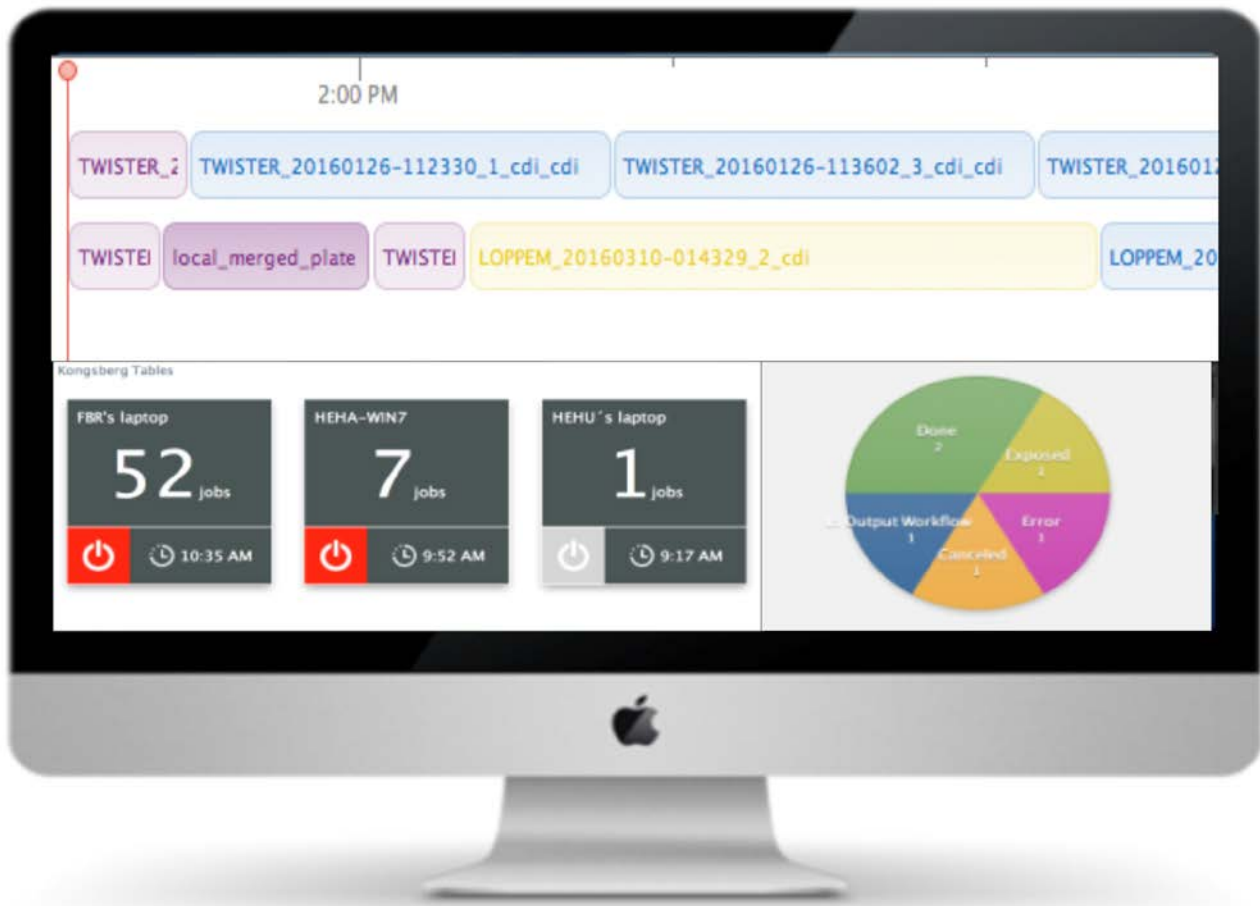 2:00 PM
TWISTER_2
TWISTER_20160126-112330_1_cdi_cdi
TWISTER_20160126-113602_3_cdi_cdi
TWISTER_2016012
TWISTEI
local_merged_plate
TWISTEI
LOPPEM_20160310-014329_2_cdi
LOPPEM_20
Kongsberg Tables
FBR's laptop
52 jobs
10:35 AM
HEHA-WIN7
7 jobs
9:52 AM
HEHU´s laptop
1 jobs
9:17 AM
Done
2
Exposed
1
Output Workflow
1
Error
1
Canceled
1